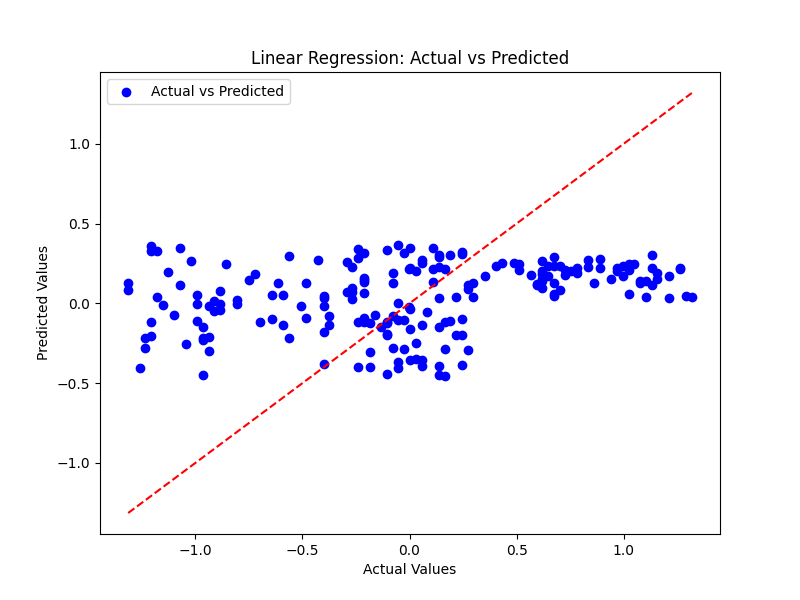 Linear Regression: Actual vs Predicted
Actual vs Predicted
1.0
0.5
0.0
−0.5
−1.0
Predicted Values
−1.0
−0.5
0.0
0.5
1.0
Actual Values